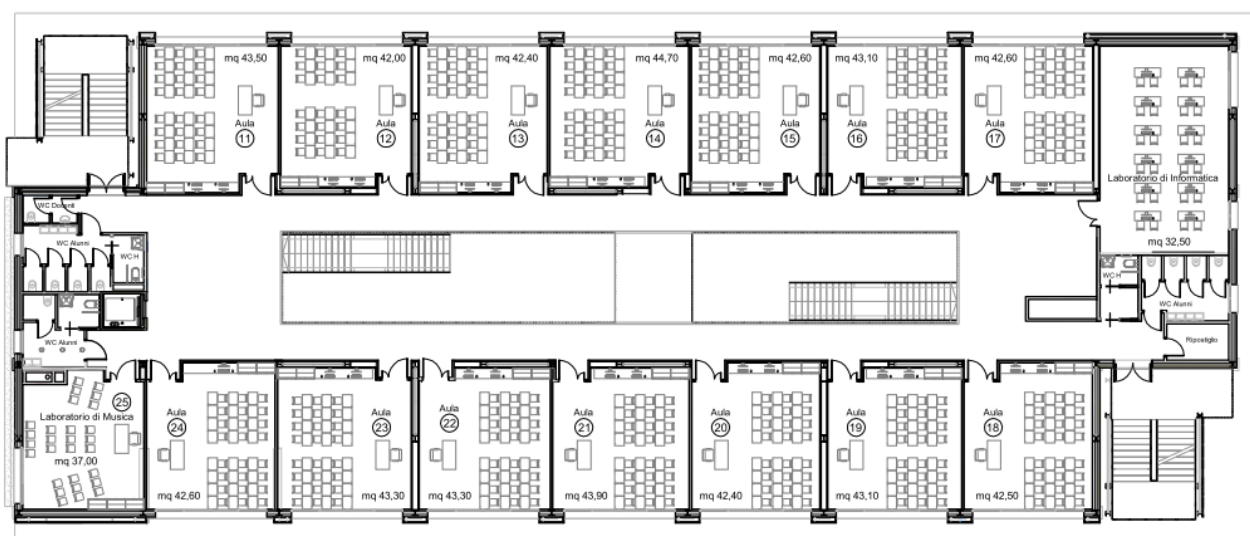 mq 43,50
Aula
11
mq 42,00
Aula
12
mq 42,40
Aula
13
mq 44,70
Aula
14
mq 42,60
Aula
15
mq 43,10
Aula
16
mq 42,60
Aula
17
Laboratorio di Informatica
mq 32,50
WC Docenti
WC Alunni
WC H
WC Alunni
WC H
WC Alunni
Ripostiglio
25
Laboratorio di Musica
mq 37,00
Aula
24
mq 42,60
Aula
23
mq 43,30
Aula
22
mq 43,30
Aula
21
mq 43,90
Aula
20
mq 42,40
Aula
19
mq 43,10
Aula
18
mq 42,50